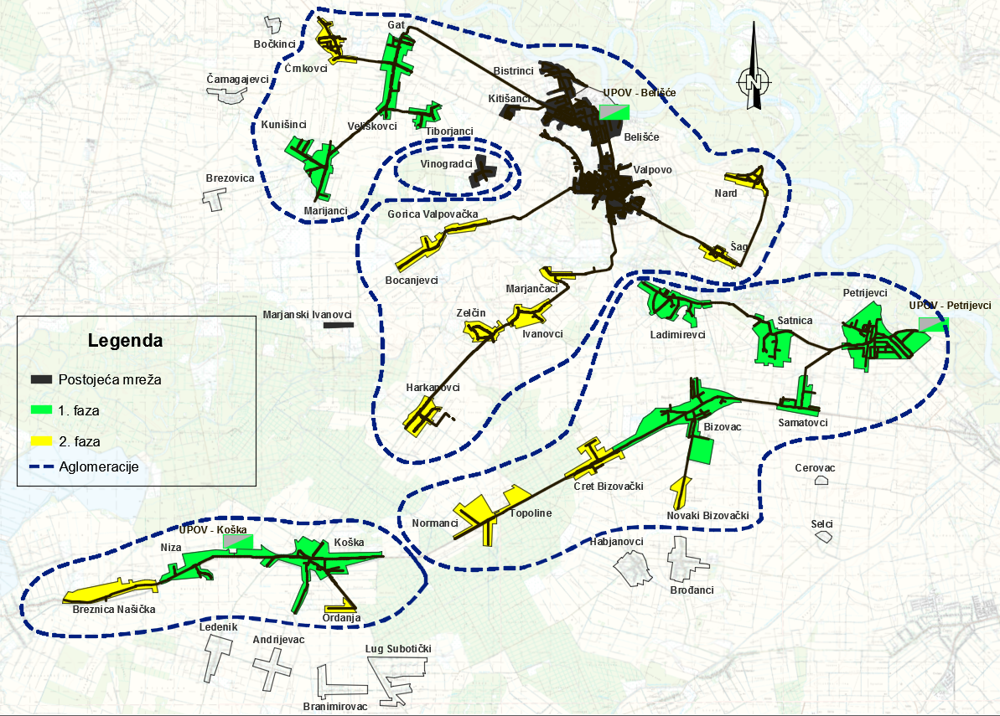 Gat
Bočkinci
Črnkovci
Bistrinci
Čamagajevci
UPOV - Belišće
Kitišanci
Kunišinci
Veliškovci
Tiborjanci
Belišće
Vinogradci
Valpovo
Brezovica
Nard
Marijanci
Gorica Valpovačka
Šag
Bocanjevci
Marjančaci
Petrijevci
UPOV - Petrijevci
Zelčin
Marjanski Ivanovci
Satnica
Ivanovci
Ladimirevci
Legenda
Postojeća mreža
1. faza
2. faza
Aglomeracije
Harkanovci
Samatovci
Bizovac
Cerovac
Cret Bizovački
Topoline
Novaki Bizovački
Normanci
Selci
UPOV - Koška
Koška
Habjanovci
Niza
Brođanci
Breznica Našička
Ordanja
Ledenik
Andrijevac
Lug Subotički
Branimirovac
N